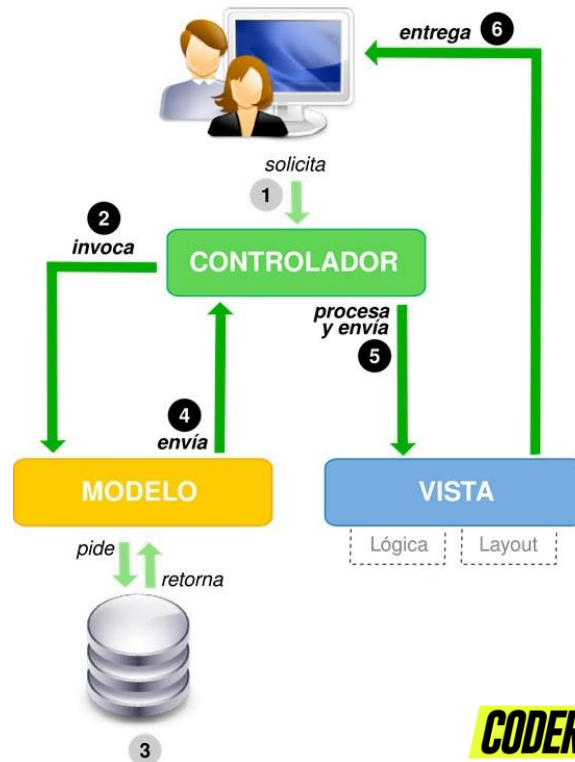 entrega 6
solicita
1
2
invoca
CONTROLADOR
procesa
y envía
5
4
envía
MODELO
VISTA
Lógica
Layout
pide
retorna
3
CODER